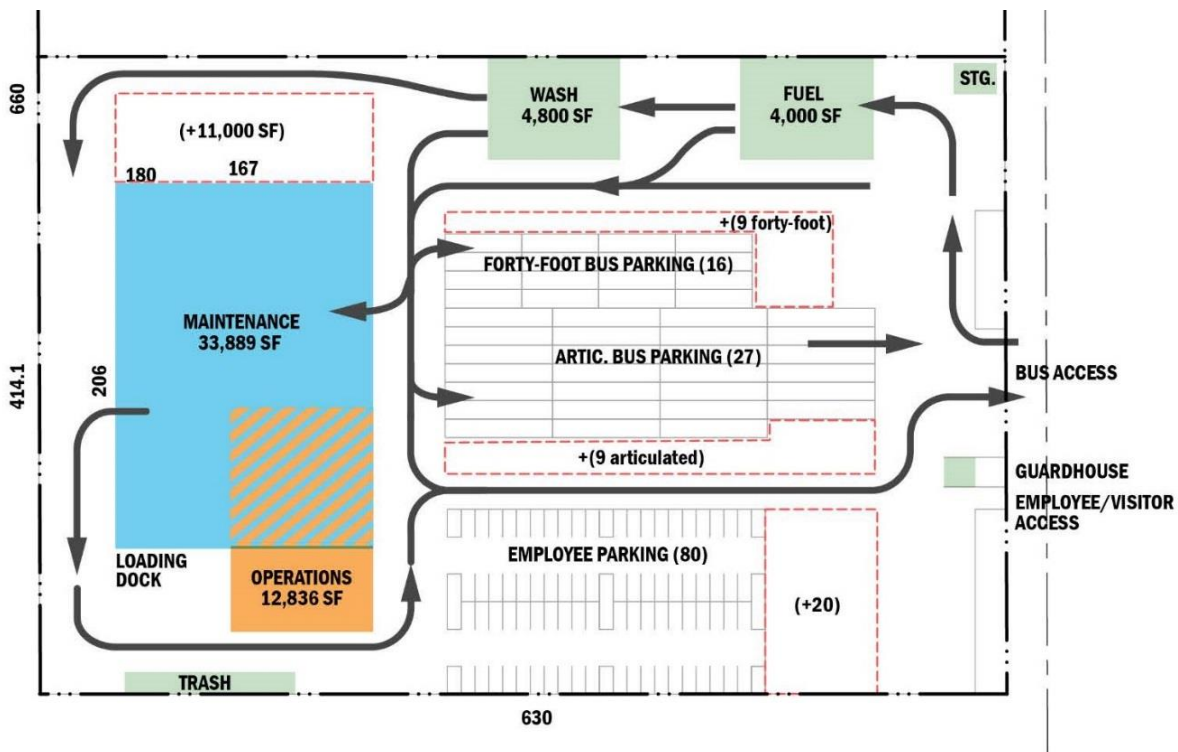 660
WASH
4,800 SF
FUEL
4,000 SF
STG.
(+11,000 SF)
180
167
+(9 forty-foot)
FORTY-FOOT BUS PARKING (16)
MAINTENANCE
33,889 SF
ARTIC. BUS PARKING (27)
BUS ACCESS
206
414.1
+(9 articulated)
GUARDHOUSE
EMPLOYEE/VISITOR
ACCESS
LOADING
DOCK
OPERATIONS
12,836 SF
EMPLOYEE PARKING (80)
(+20)
TRASH
630